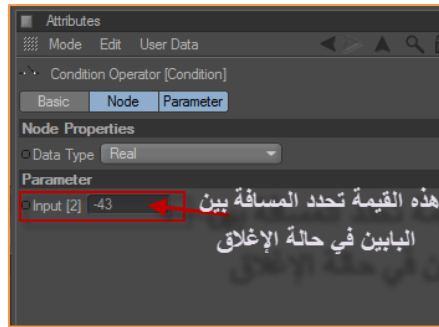 Attributes
Mode Edit User Data
Condition Operator [Condition]
Basic Node Parameter
Node Properties
Data Type Real
Parameter
Input [2] -43
هذه القيمة تحدد المسافة بين
البابين في حالة الإغلاق